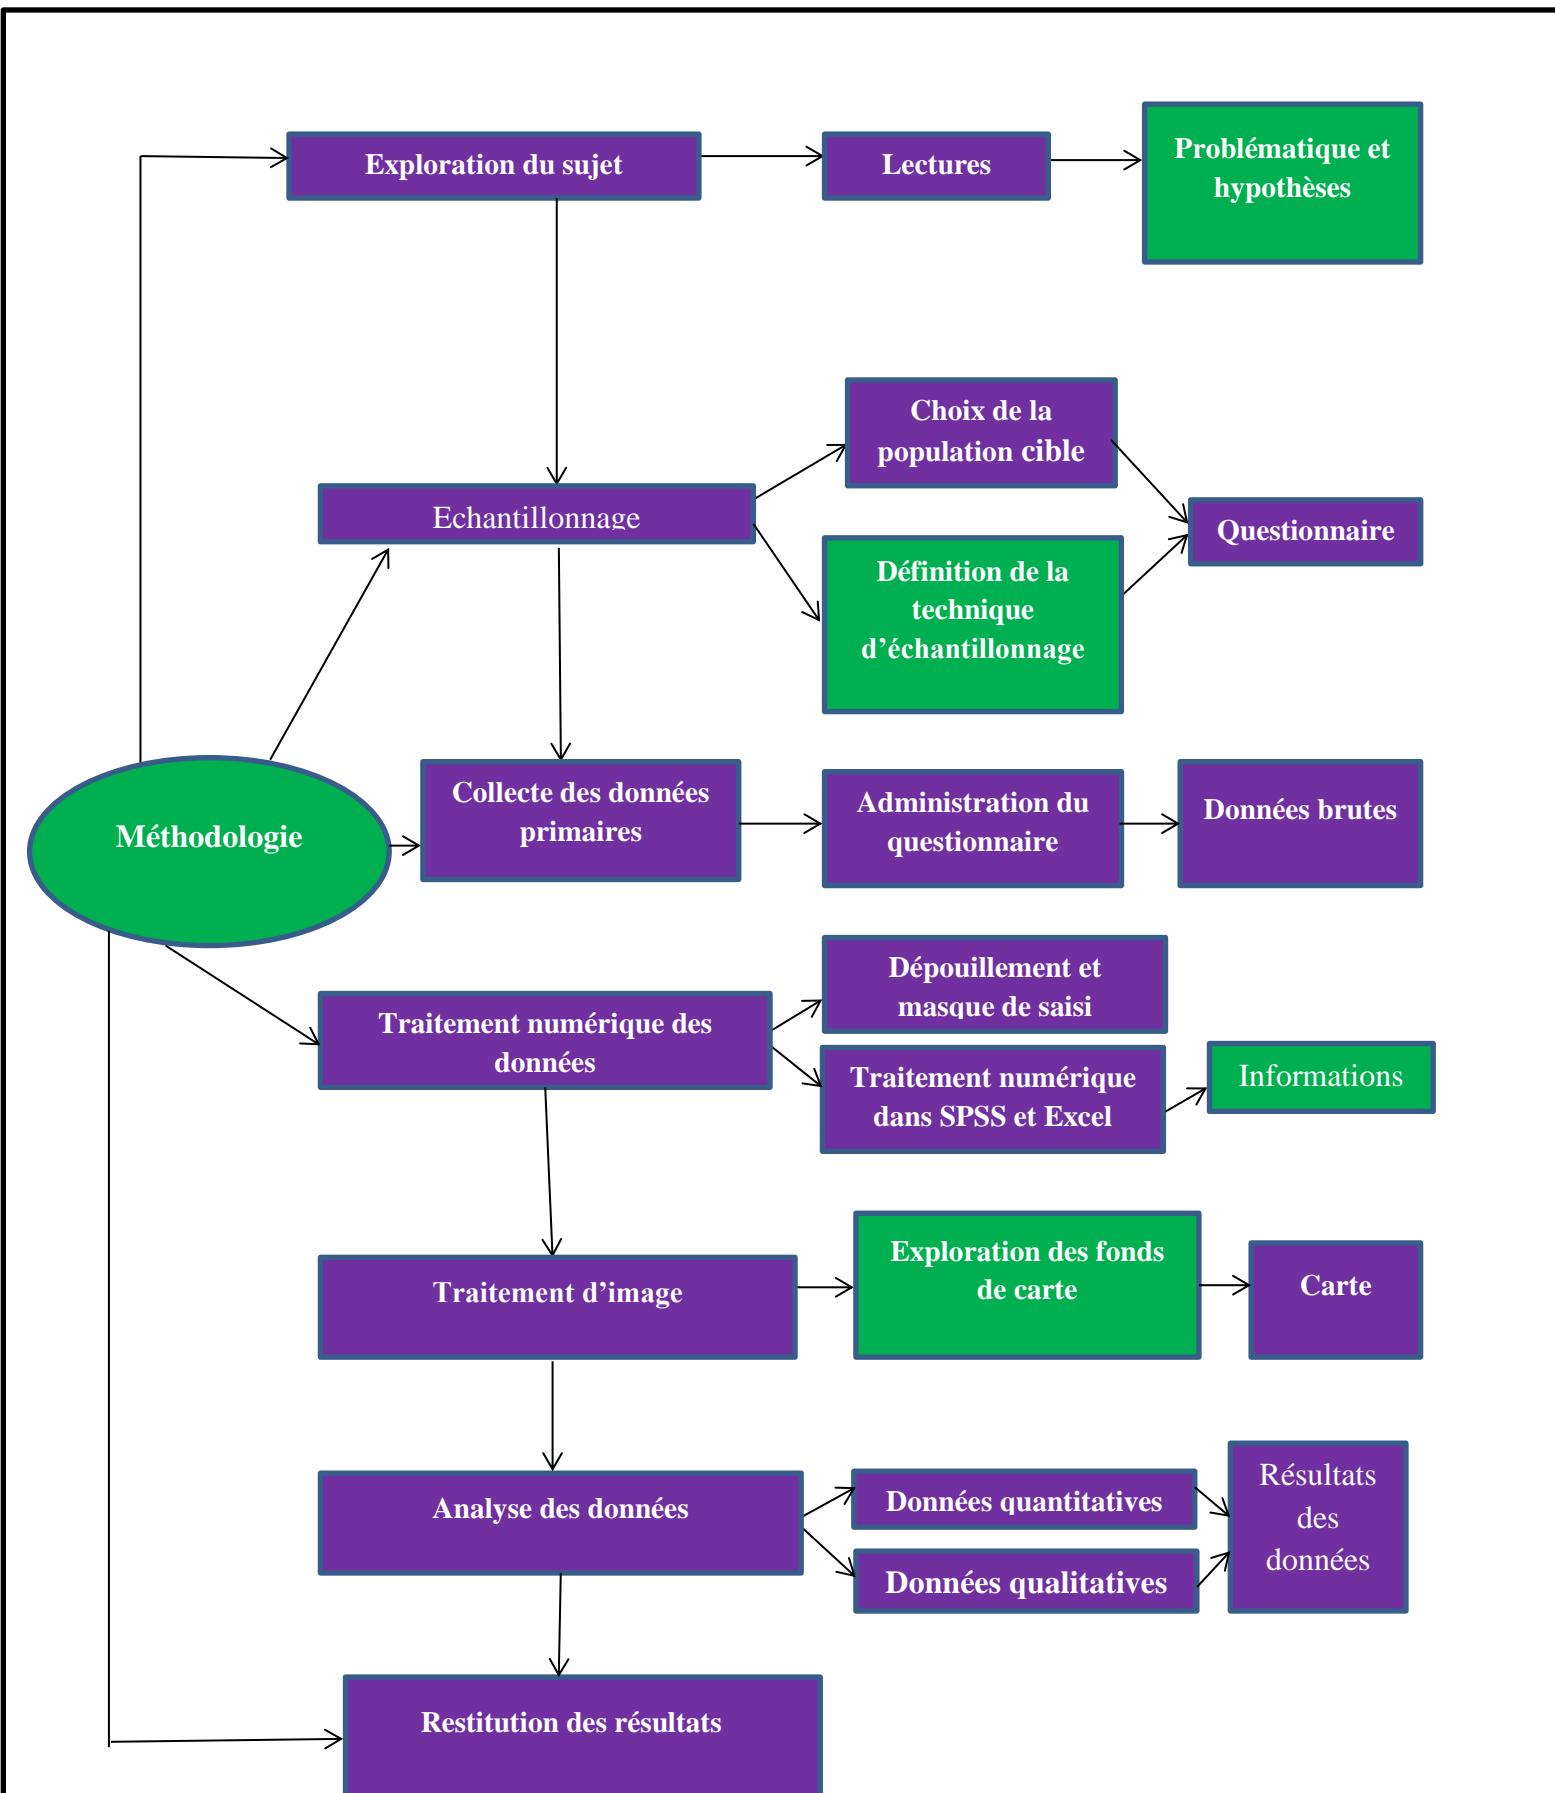 Exploration du sujet
Lectures
Problématique et
hypothèses
Choix de la
population cible
Echantillonnage
Questionnaire
Définition de la
technique
d’échantillonnage
Méthodologie
Collecte des données
primaires
Administration du
questionnaire
Données brutes
Dépouillement et
masque de saisi
Traitement numérique des
données
Traitement numérique
dans SPSS et Excel
Informations
Traitement d’image
Exploration des fonds
de carte
Carte
Analyse des données
Données quantitatives
Données qualitatives
Résultats
des
données
Restitution des résultats